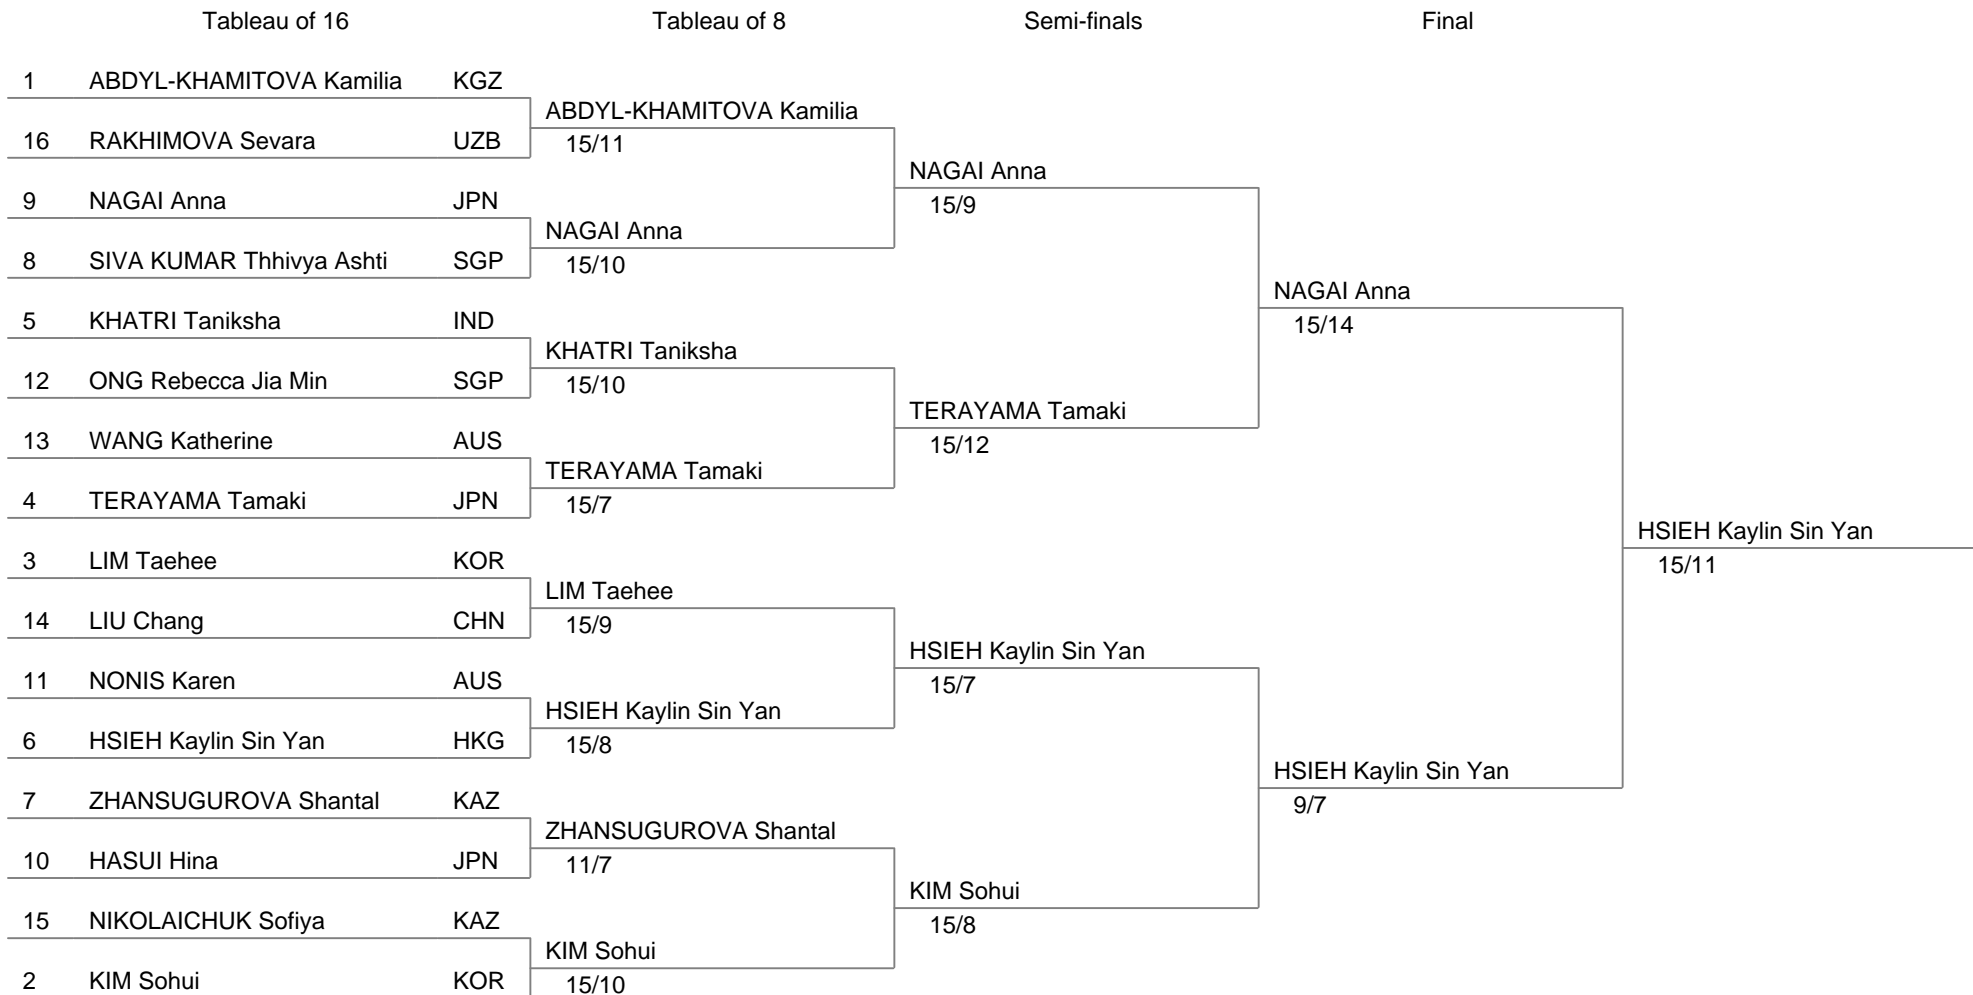 Tableau of 16 Tableau of 8 Semi-finals Final
1 ABDYL-KHAMITOVA Kamilia KGZ
ABDYL-KHAMITOVA Kamilia
16 RAKHIMOVA Sevara UZB 15/11
NAGAI Anna
9 NAGAI Anna JPN 15/9
NAGAI Anna
8 SIVA KUMAR Thhivya Ashti SGP 15/10
NAGAI Anna
5 KHATRI Taniksha IND 15/14
KHATRI Taniksha
12 ONG Rebecca Jia Min SGP 15/10
TERAYAMA Tamaki
13 WANG Katherine AUS 15/12
TERAYAMA Tamaki
4 TERAYAMA Tamaki JPN 15/7
HSIEH Kaylin Sin Yan
3 LIM Taehee KOR 15/11
LIM Taehee
14 LIU Chang CHN 15/9
HSIEH Kaylin Sin Yan
11 NONIS Karen AUS 15/7
HSIEH Kaylin Sin Yan
6 HSIEH Kaylin Sin Yan HKG 15/8
HSIEH Kaylin Sin Yan
7 ZHANSUGUROVA Shantal KAZ 9/7
ZHANSUGUROVA Shantal
10 HASUI Hina JPN 11/7
KIM Sohui
15 NIKOLAICHUK Sofiya KAZ 15/8
KIM Sohui
2 KIM Sohui KOR 15/10